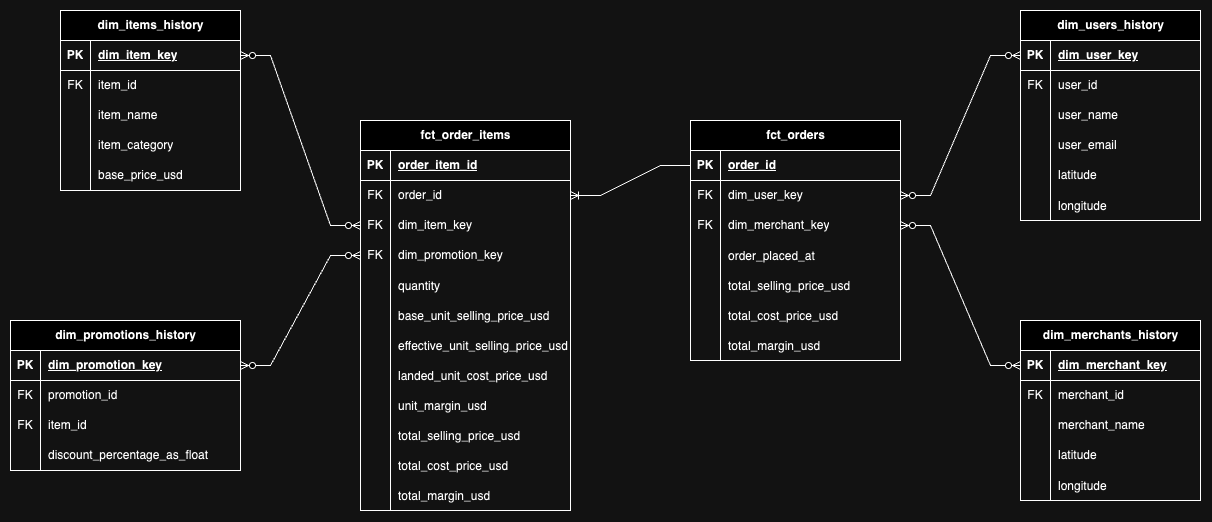 dim_items_history
PK dim_item_key
FK item_id
item_name
item_category
base_price_usd
dim_promotions_history
PK dim_promotion_key
FK promotion_id
FK item_id
discount_percentage_as_float
fct_order_items
PK order_item_id
FK order_id
FK dim_item_key
FK dim_promotion_key
quantity
base_unit_selling_price_usd
effective_unit_selling_price_usd
landed_unit_cost_price_usd
unit_margin_usd
total_selling_price_usd
total_cost_price_usd
total_margin_usd
fct_orders
PK order_id
FK dim_user_key
FK dim_merchant_key
order_placed_at
total_selling_price_usd
total_cost_price_usd
total_margin_usd
dim_users_history
PK dim_user_key
FK user_id
user_name
user_email
latitude
longitude
dim_merchants_history
PK dim_merchant_key
FK merchant_id
merchant_name
latitude
longitude